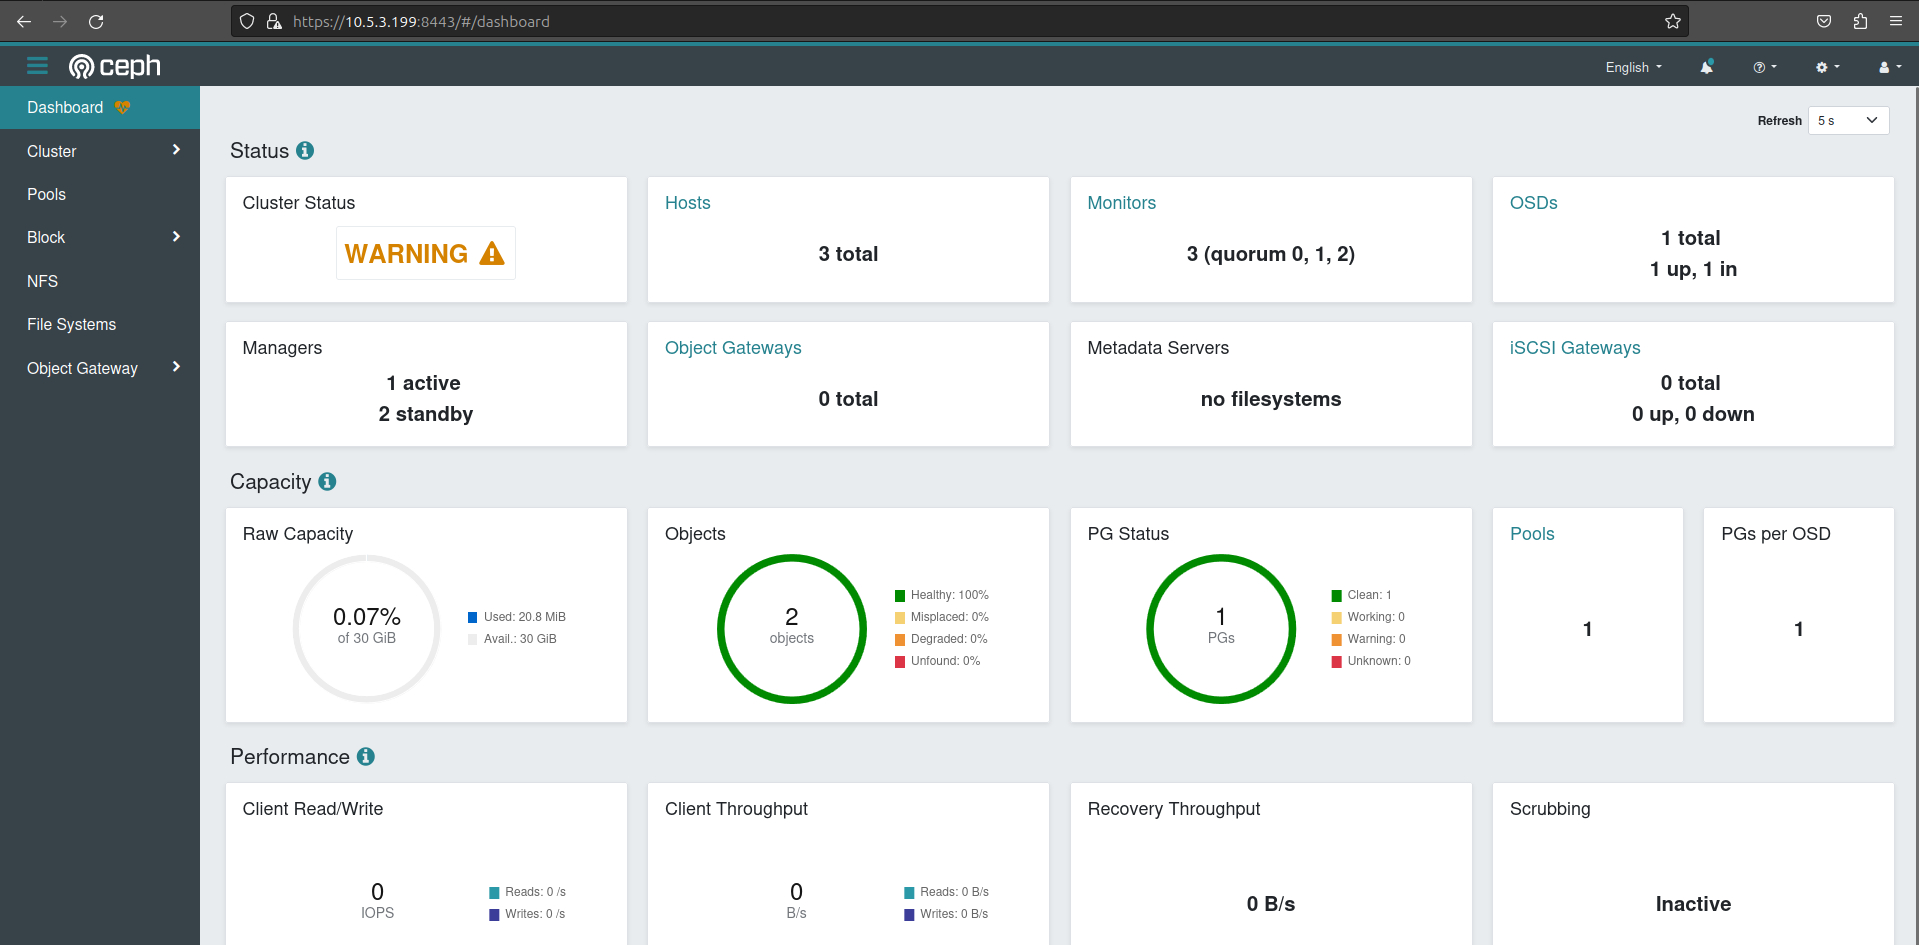 https://10.5.3.199:8443/#/dashboard
ceph
English
Dashboard
Cluster
Pools
Block
NFS
File Systems
Object Gateway
Refresh 5 s
Status
Cluster Status
WARNING
Hosts
3 total
Monitors
3 (quorum 0, 1, 2)
OSDs
1 total
1 up, 1 in
Managers
1 active
2 standby
Object Gateways
0 total
Metadata Servers
no filesystems
iSCSI Gateways
0 total
0 up, 0 down
Capacity
Raw Capacity
0.07%
of 30 GiB
Used: 20.8 MiB
Avail.: 30 GiB
Objects
2
objects
Healthy: 100%
Misplaced: 0%
Degraded: 0%
Unfound: 0%
PG Status
1
PGs
Clean: 1
Working: 0
Warning: 0
Unknown: 0
Pools
1
PGs per OSD
1
Performance
Client Read/Write
0
IOPS
Reads: 0 /s
Writes: 0 /s
Client Throughput
0
B/s
Reads: 0 B/s
Writes: 0 B/s
Recovery Throughput
0 B/s
Scrubbing
Inactive